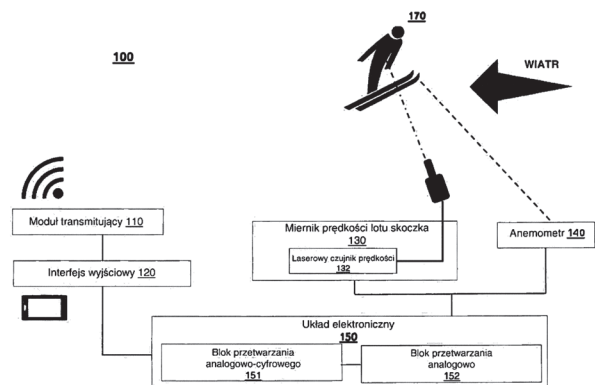 170
100
WIATR
Moduł transmitujący 110
Miernik prędkości lotu skoczka
130
Anemometr 140
Laserowy czujnik prędkości
132
Interfejs wyjściowy 120
Układ elektroniczny
150
Blok przetwarzania
analogowo-cyfrowego
151
Blok przetwarzania
analogowo
152